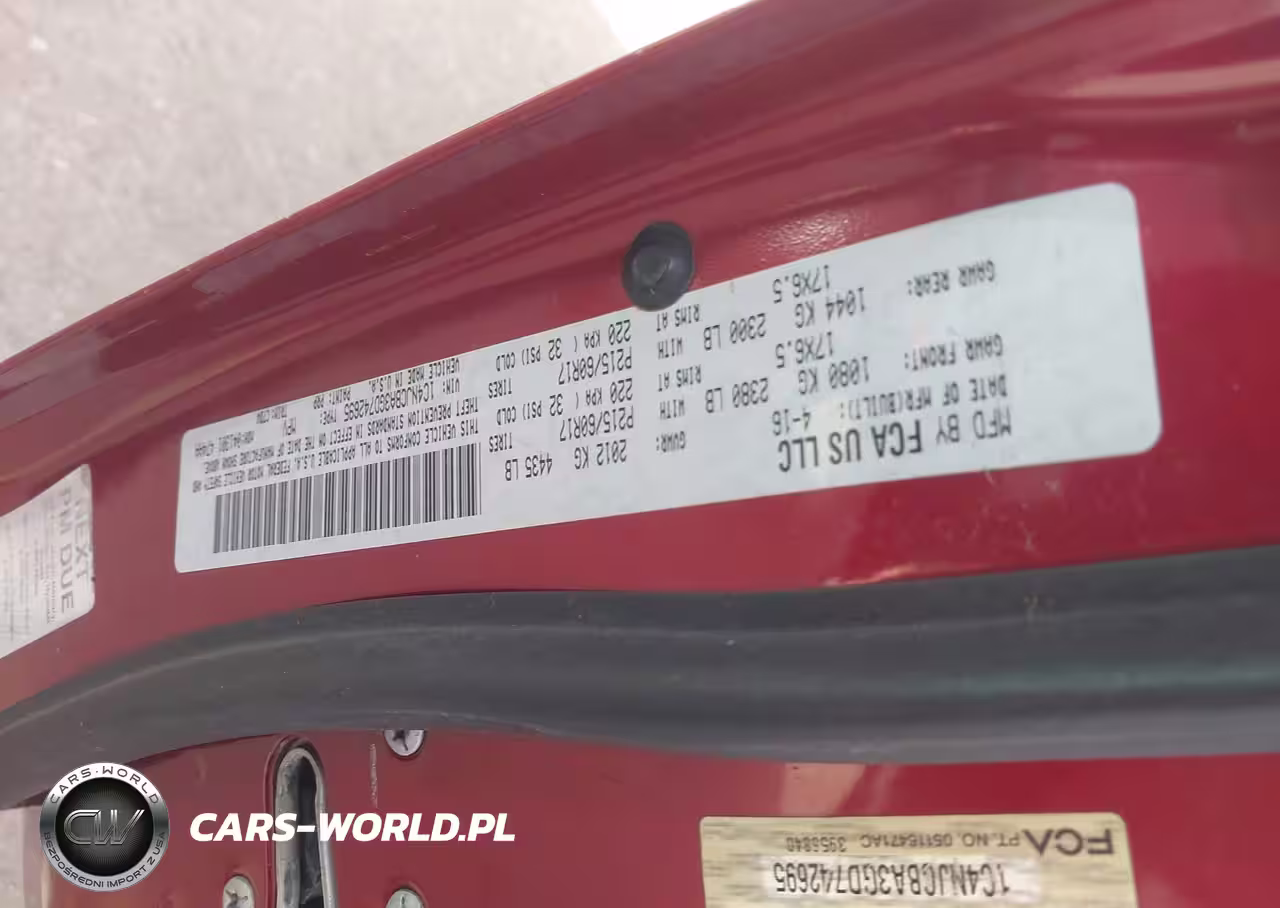 MFD BY FCA US LLC
DATE OF MFR(BUILT): 4-16
GVWR: 2012 KG 4435 LB
GAWR FRONT: 1080 KG 2380 LB
WITH P215/60R17 TIRES
17X6.5 RIMS AT 220 KPA ( 32 PSI) COLD
GAWR REAR: 1044 KG 2300 LB
WITH P215/60R17 TIRES
17X6.5 RIMS AT 220 KPA ( 32 PSI) COLD
THIS VEHICLE CONFORMS TO ALL APPLICABLE U.S.A. FEDERAL MOTOR VEHICLE SAFETY AND
THEFT PREVENTION STANDARDS IN EFFECT ON THE DATE OF MANUFACTURE SHOWN ABOVE
VIN: 1C4NJCBA3GD742695 TYPE: MPV
VEHICLE MADE IN U.S.A. PAINT:
NEXT
PM DUE
FCA PT. NO. 05116471AC 3956840
1C4NJCBA3GD742695
CARS-WORLD
CW
BEZPOŚREDNI IMPORT Z USA
CARS-WORLD.PL